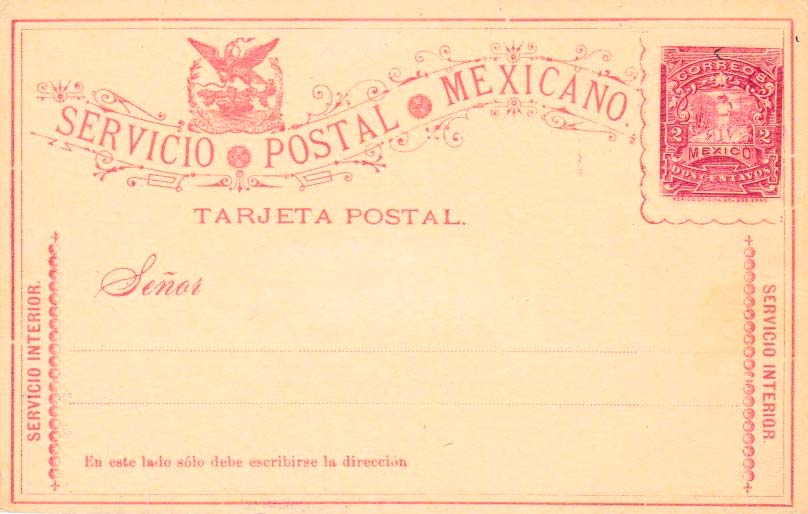 SERVICIO POSTAL MEXICANO.
CORREOS
2 2
MEXICO
DOS CENTAVOS
TARJETA POSTAL.
Señor
SERVICIO INTERIOR.
SERVICIO INTERIOR.
En este lado sólo debe escribirse la dirección